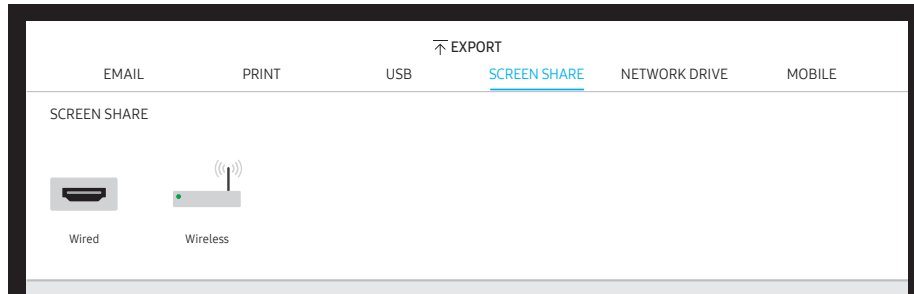 EXPORT
EMAIL PRINT USB SCREEN SHARE NETWORK DRIVE MOBILE
SCREEN SHARE
Wired Wireless